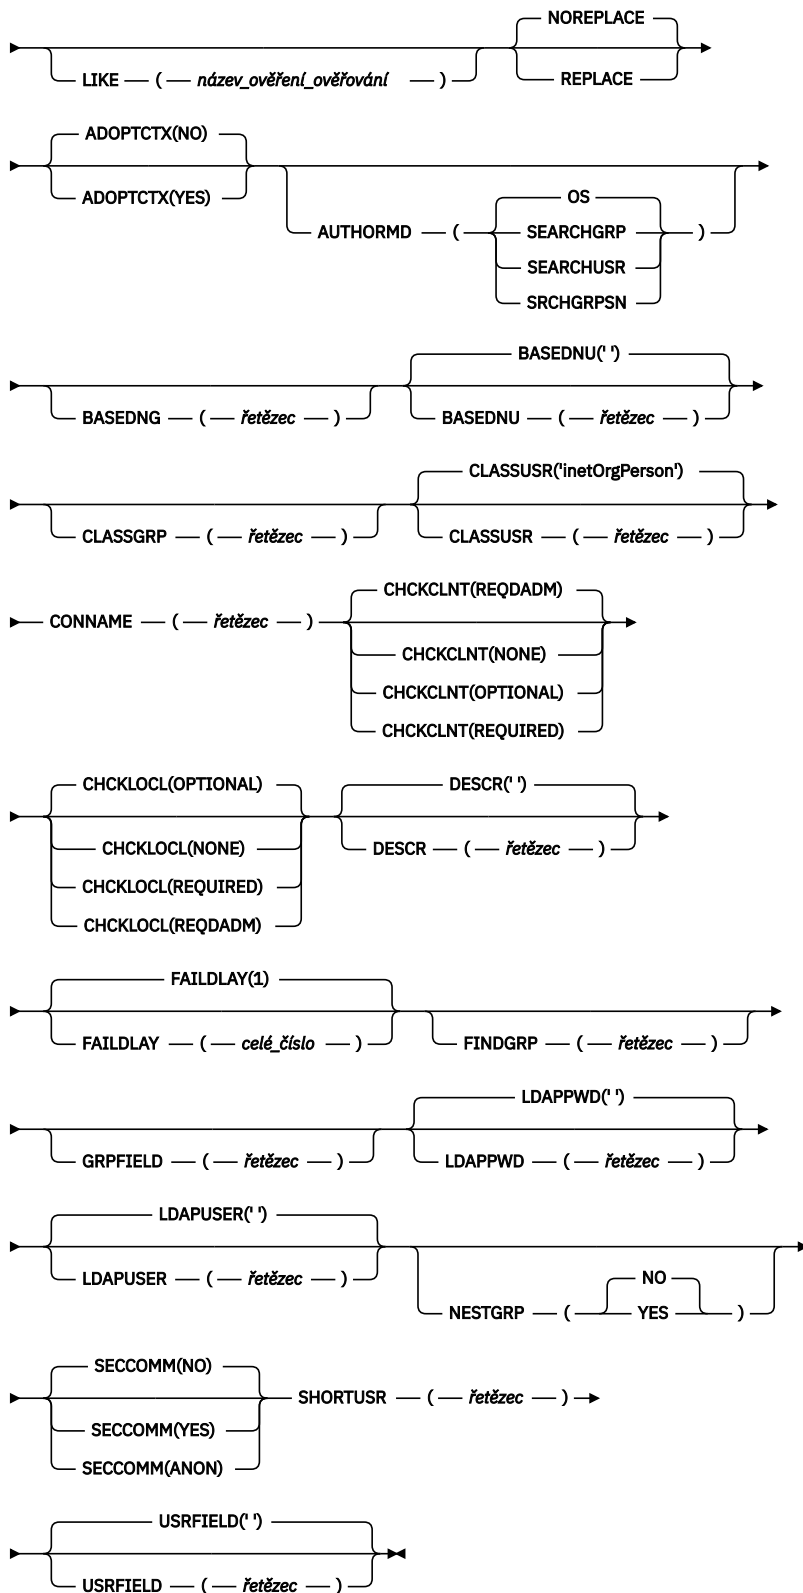 NOREPLACE
LIKE ( název_ověření_ověřování ) REPLACE
ADOPTCTX(NO)
ADOPTCTX(YES) OS
AUTHORMD ( SEARCHGRP )
SEARCHUSR
SRCHGRPSN
BASEDNU(' ')
BASEDNG ( řetězec ) BASEDNU ( řetězec )
CLASSUSR('inetOrgPerson')
CLASSGRP ( řetězec ) CLASSUSR ( řetězec )
CHCKCLNT(REQDADM)
CONNAME ( řetězec )
CHCKCLNT(NONE)
CHCKCLNT(OPTIONAL)
CHCKCLNT(REQUIRED)
CHCKLOCL(OPTIONAL) DESCR(' ')
CHCKLOCL(NONE) DESCR ( řetězec )
CHCKLOCL(REQUIRED)
CHCKLOCL(REQDADM)
FAILDLAY(1)
FAILDLAY ( celé_číslo ) FINDGRP ( řetězec )
LDAPPWD(' ')
GRPFIELD ( řetězec ) LDAPPWD ( řetězec )
LDAPUSER(' ')
LDAPUSER ( řetězec ) NO
NESTGRP ( YES )
SECCOMM(NO)
SHORTUSR ( řetězec )
SECCOMM(YES)
SECCOMM(ANON)
USRFIELD(' ')
USRFIELD ( řetězec )